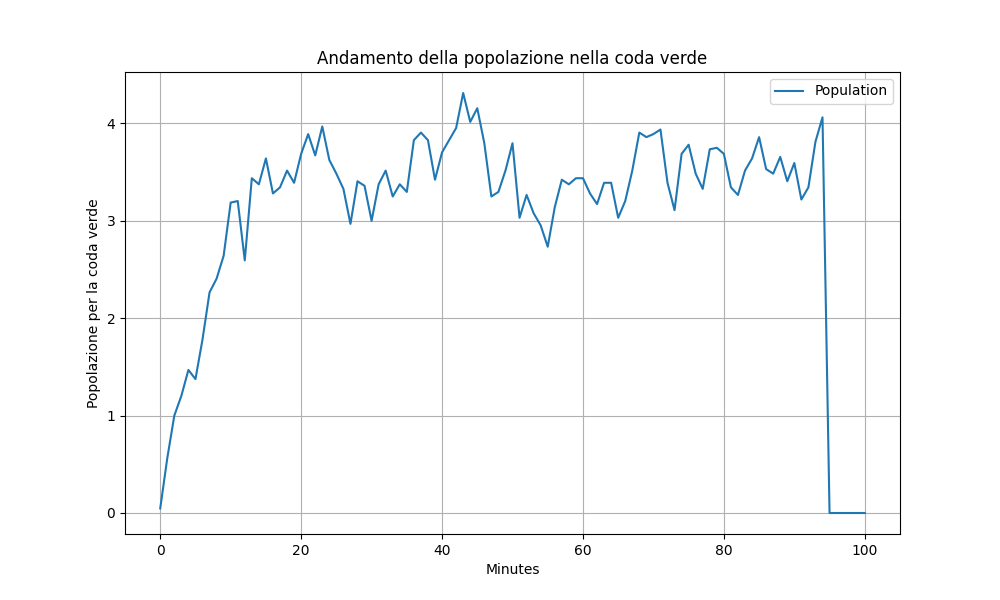 Andamento della popolazione nella coda verde
Population
Popolazione per la coda verde
4
3
2
1
0
0 20 40 60 80 100
Minutes